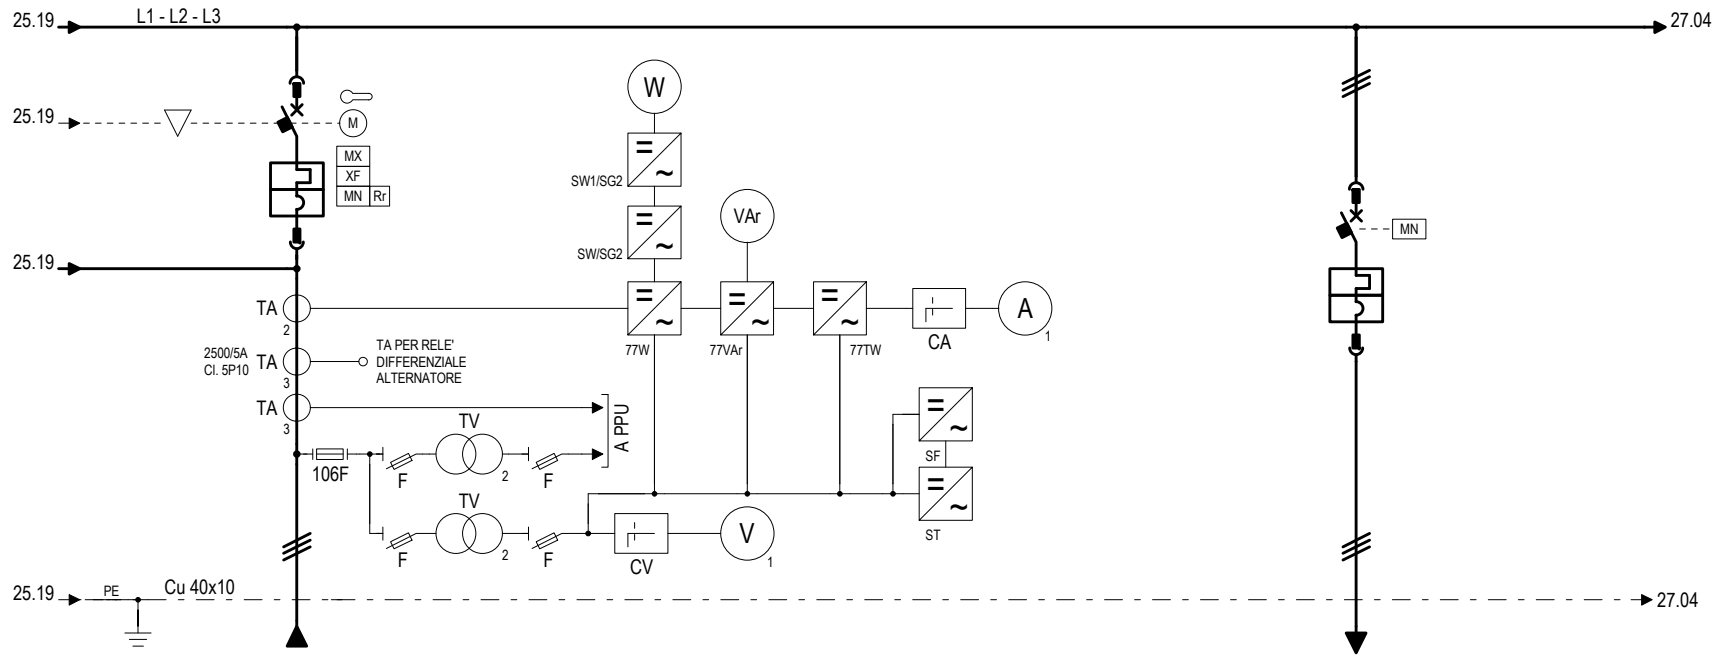 25.19
L1 - L2 - L3
27.04
W
25.19
M
MX
XF
MN
Rr
SW1/SG2
VAr
SW/SG2
MN
25.19
TA
2
77W
77VAr
77TW
CA
A
1
2500/5A
Cl. 5P10
TA
3
TA PER RELE'
DIFFERENZIALE
ALTERNATORE
TA
3
A PPU
TV
2
106F
F
F
SF
TV
2
F
F
CV
V
1
ST
25.19
PE
Cu 40x10
27.04
=
~
=
~
=
~
=
~
=
~
=
~
=
~